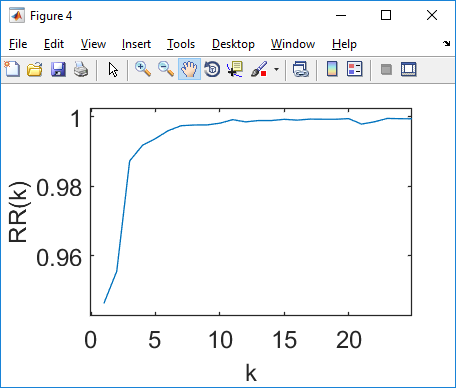 Figure 4
File Edit View Insert Tools Desktop Window Help
1
0.98
0.96
RR(k)
0 5 10 15 20
k